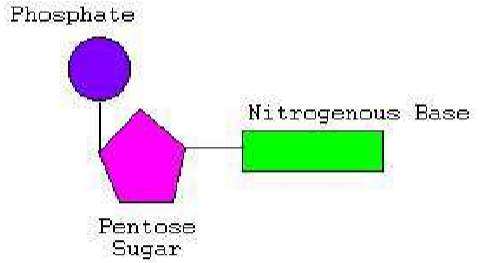 Phosphate
Nitrogenous Base
Pentose
Sugar